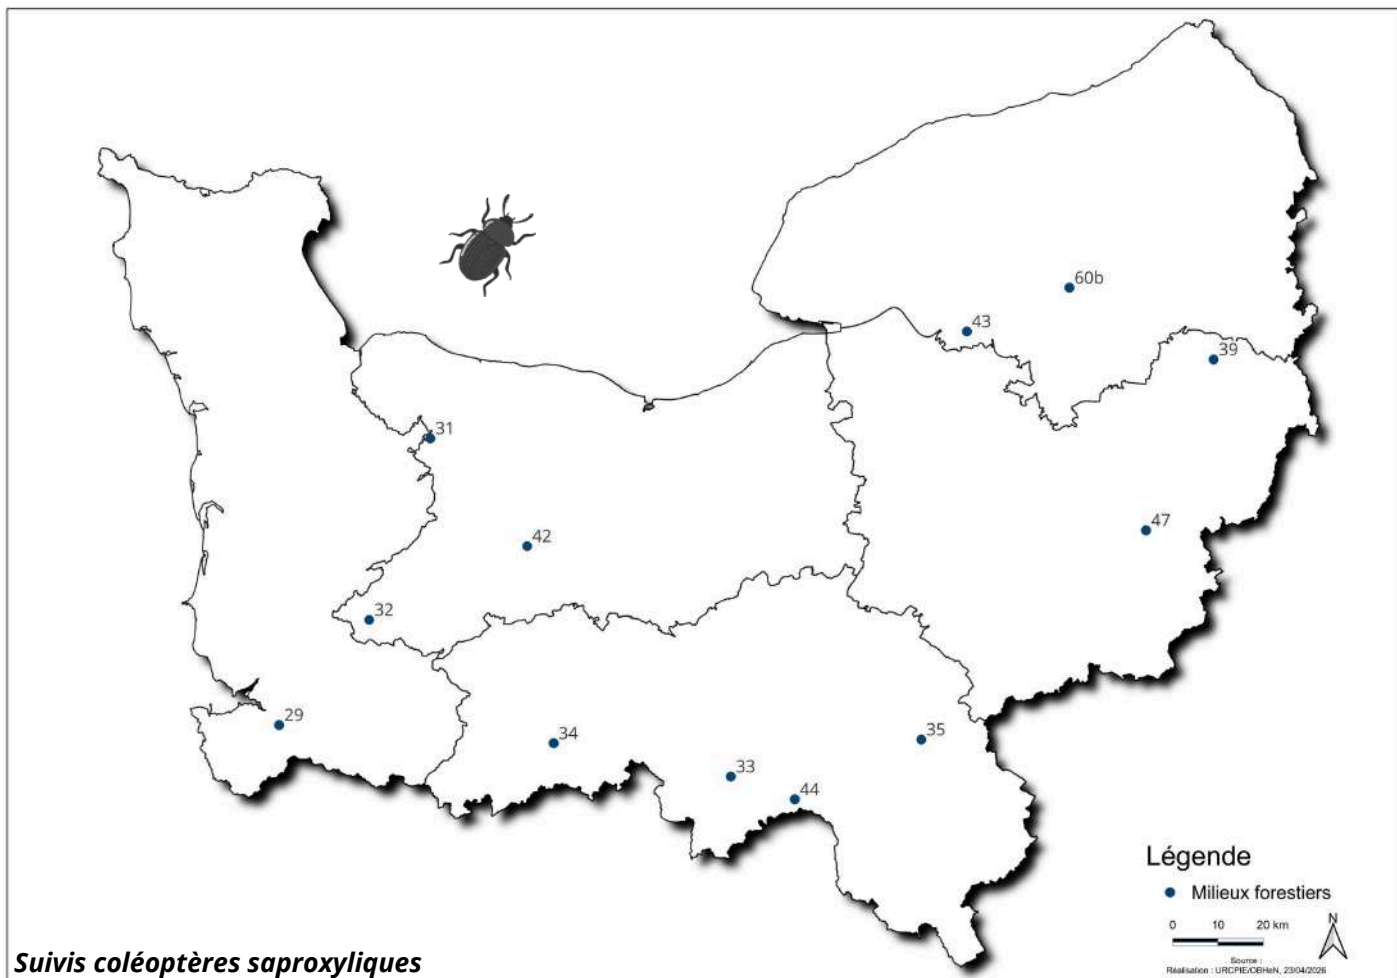 60b
43
39
31
47
42
32
29
34
35
33
44
Légende
Milieux forestiers
0 10 20 km
N
Source :
Réalisation : URCPIE/OBHeN, 23/04/2026
Suivis coléoptères saproxyliques